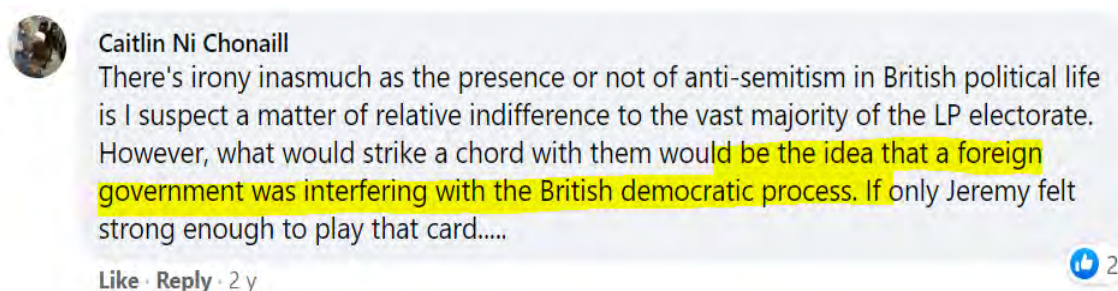 Caitlin Ni Chonaill
There's irony inasmuch as the presence or not of anti-semitism in British political life
is I suspect a matter of relative indifference to the vast majority of the LP electorate.
However, what would strike a chord with them would be the idea that a foreign
government was interfering with the British democratic process. If only Jeremy felt
strong enough to play that card.....
2
Like · Reply · 2 y